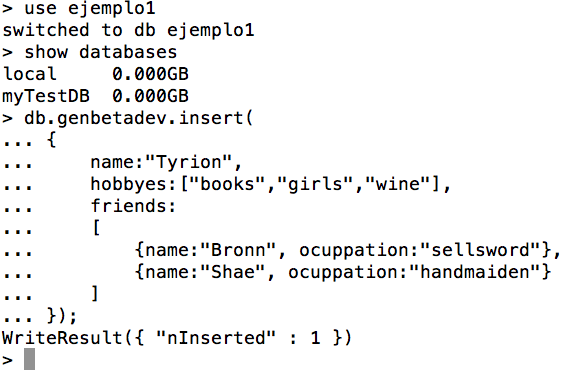 > use ejemplo1
switched to db ejemplo1
> show databases
local     0.000GB
myTestDB  0.000GB
> db.genbetadev.insert(
... {
...     name:"Tyrion",
...     hobbyes:["books","girls","wine"],
...     friends:
...     [
...         {name:"Bronn", ocuppation:"sellsword"},
...         {name:"Shae", ocuppation:"handmaiden"}
...     ]
... });
WriteResult({ "nInserted" : 1 })
>